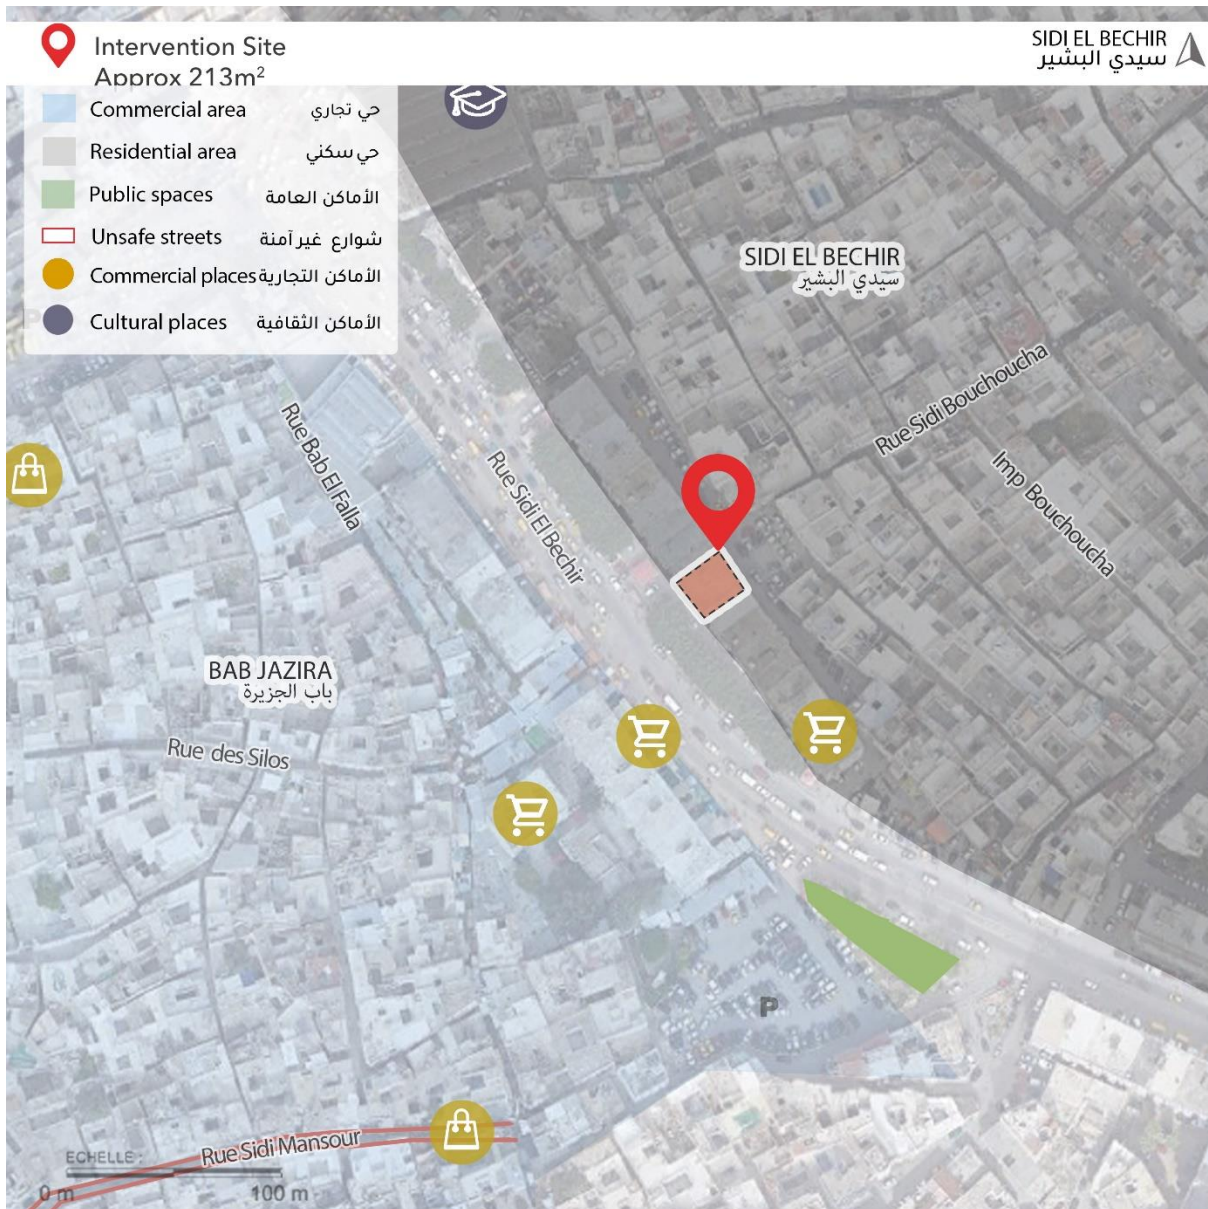 Intervention Site
Approx 213m²
SIDI EL BECHIR
سيدي البشير
Commercial area حي تجاري
Residential area حي سكني
Public spaces الأماكن العامة
Unsafe streets شوارع غير آمنة
Commercial places الأماكن التجارية
Cultural places الأماكن الثقافية
P
SIDI EL BECHIR
سيدي البشير
Rue Sidi Bouchoucha
Imp Bouchoucha
Rue Bab El Falla
Rue Sidi El Bechir
BAB JAZIRA
باب الجزيرة
Rue des Silos
P
Rue Sidi Mansour
ECHELLE :
0 m 100 m